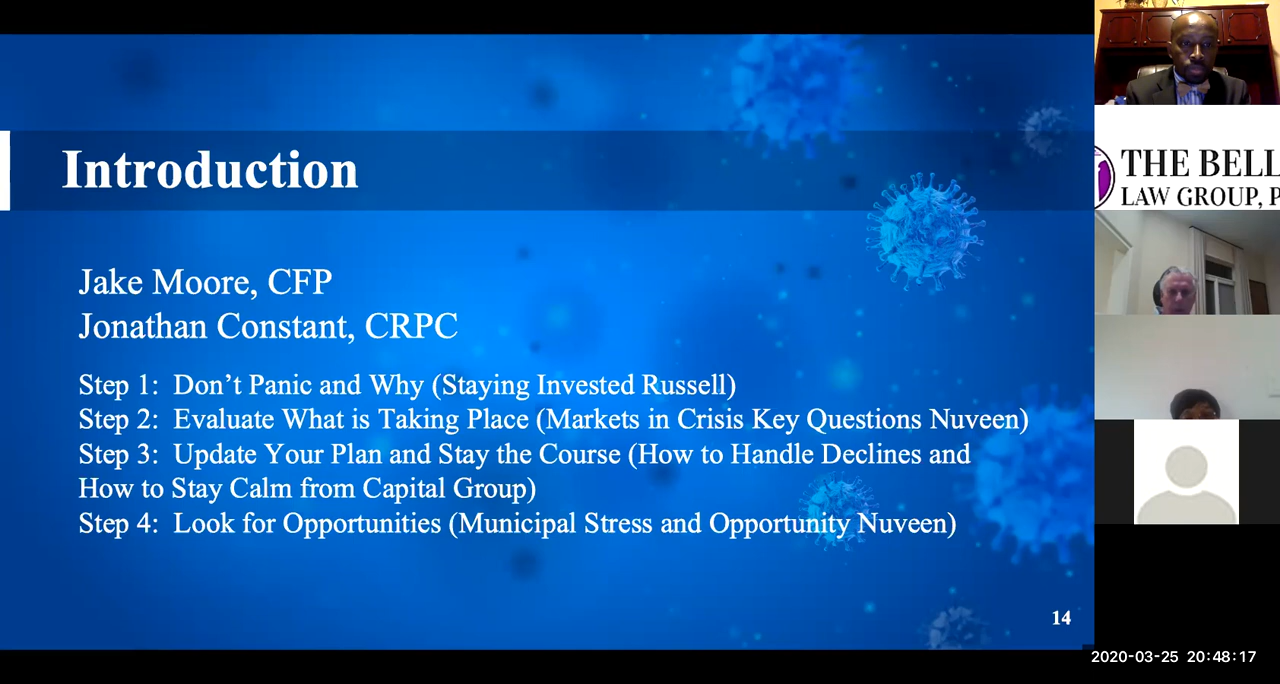 Introduction
Jake Moore, CFP
Jonathan Constant, CRPC
Step 1: Don’t Panic and Why (Staying Invested Russell)
Step 2: Evaluate What is Taking Place (Markets in Crisis Key Questions Nuveen)
Step 3: Update Your Plan and Stay the Course (How to Handle Declines and
How to Stay Calm from Capital Group)
Step 4: Look for Opportunities (Municipal Stress and Opportunity Nuveen)
14
THE BELL
LAW GROUP, P
2020-03-25 20:48:17